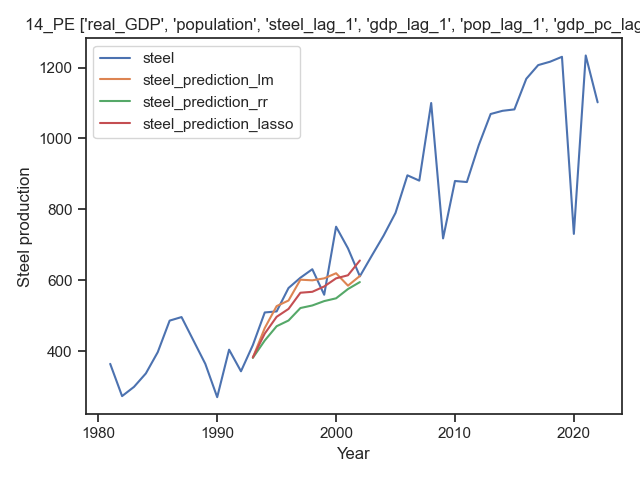 14_PE ['real_GDP', 'population', 'steel_lag_1', 'gdp_lag_1', 'pop_lag_1', 'gdp_pc_lag
steel
steel_prediction_lm
steel_prediction_rr
steel_prediction_lasso
Steel production
1200
1000
800
600
400
1980 1990 2000 2010 2020
Year